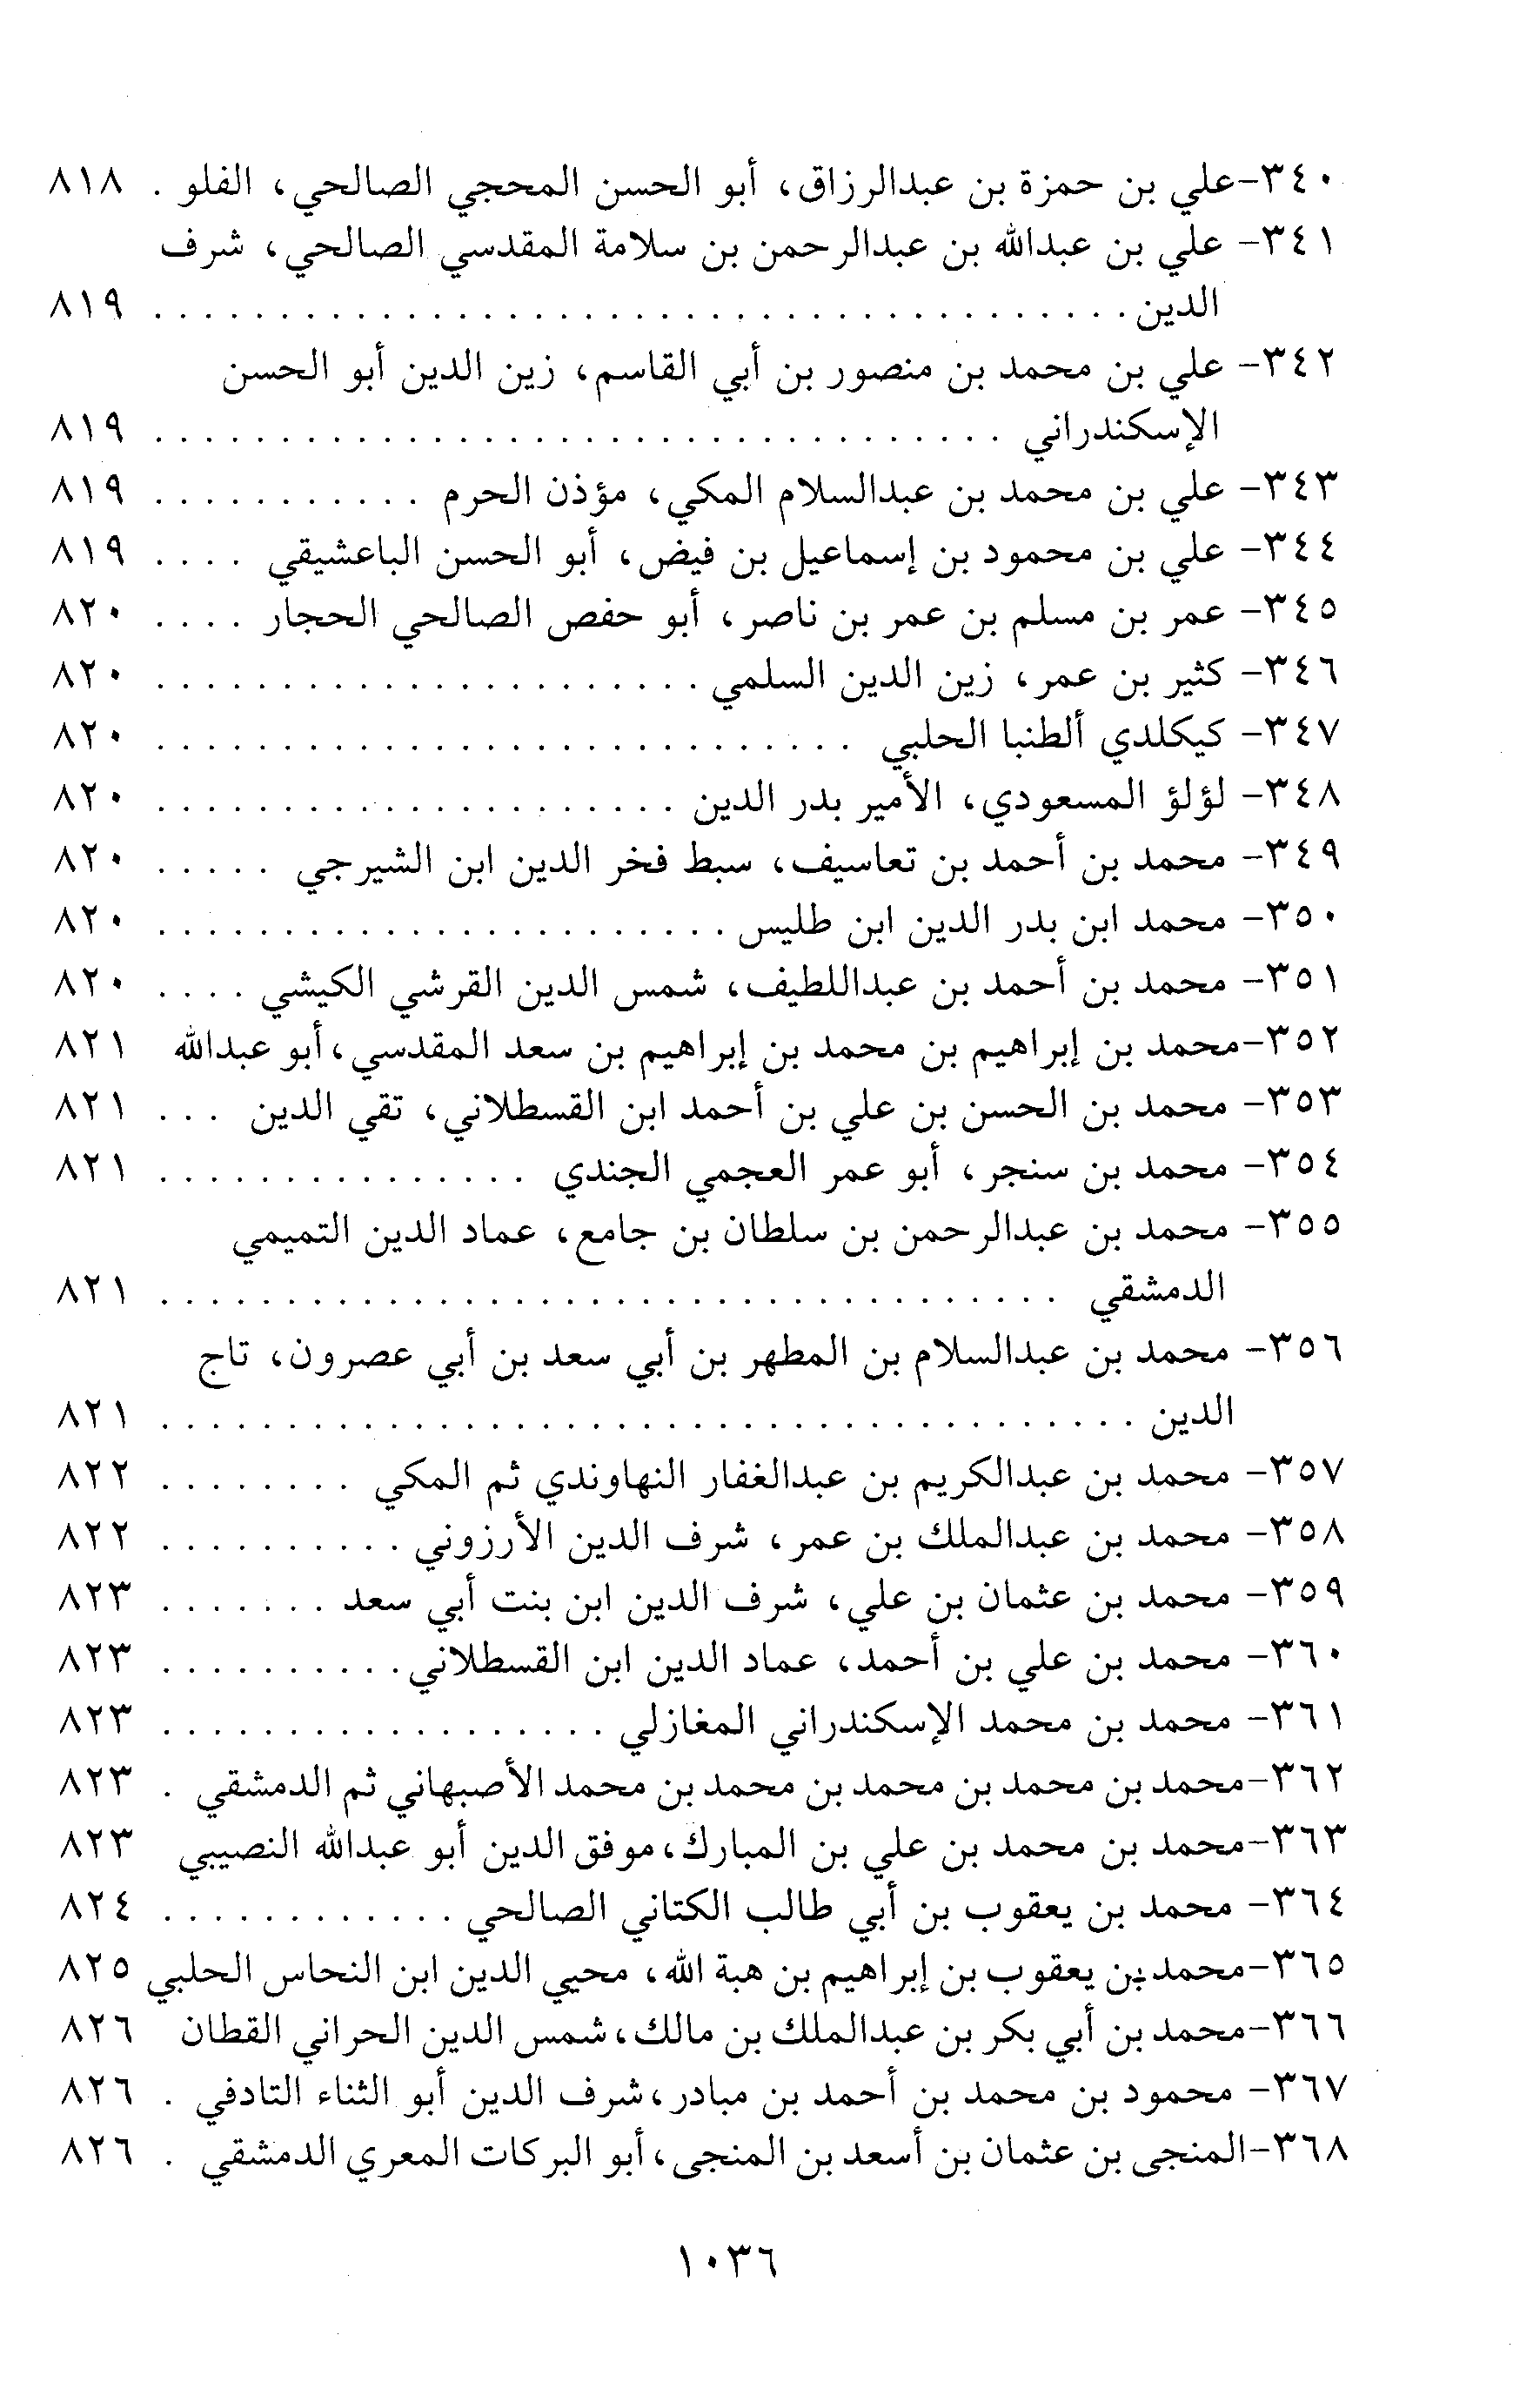 ٣٤٠-علي بن حمزة بن عبدالرزاق، أبو الحسن المحجي الصالحي، الفلو . ٨١٨
٣٤١- علي بن عبدالله بن عبدالرحمن بن سلامة المقدسي الصالحي، شرف
الدين . . . . . . . . . . . . . . . . . . . . . . . . . . . . . . . . . . . . . . . ٨١٩
٣٤٢- علي بن محمد بن منصور بن أبي القاسم، زين الدين أبو الحسن
الإسكندراني . . . . . . . . . . . . . . . . . . . . . . . . . . . . . . . . . . ٨١٩
٣٤٣- علي بن محمد بن عبدالسلام المكي، مؤذن الحرم . . . . . . . . . . . ٨١٩
٣٤٤- علي بن محمود بن إسماعيل بن فيض، أبو الحسن الباعشيقي . . . . ٨١٩
٣٤٥- عمر بن مسلم بن عمر بن ناصر، أبو حفص الصالحي الحجار . . . . ٨٢٠
٣٤٦- كثير بن عمر، زين الدين السلمي . . . . . . . . . . . . . . . . . . . . . . ٨٢٠
٣٤٧- كيكلدي ألطنبا الحلبي . . . . . . . . . . . . . . . . . . . . . . . . . . . . ٨٢٠
٣٤٨- لؤلؤ المسعودي، الأمير بدر الدين . . . . . . . . . . . . . . . . . . . . . ٨٢٠
٣٤٩- محمد بن أحمد بن تعاسيف، سبط فخر الدين ابن الشيرجي . . . . . ٨٢٠
٣٥٠- محمد ابن بدر الدين ابن طليس . . . . . . . . . . . . . . . . . . . . . . . ٨٢٠
٣٥١- محمد بن أحمد بن عبداللطيف، شمس الدين القرشي الكيشي . . . . ٨٢٠
٣٥٢-محمد بن إبراهيم بن محمد بن إبراهيم بن سعد المقدسي،أبو عبدالله ٨٢١
٣٥٣- محمد بن الحسن بن علي بن أحمد ابن القسطلاني، تقي الدين . . . ٨٢١
٣٥٤- محمد بن سنجر، أبو عمر العجمي الجندي . . . . . . . . . . . . . . . ٨٢١
٣٥٥- محمد بن عبدالرحمن بن سلطان بن جامع، عماد الدين التميمي
الدمشقي . . . . . . . . . . . . . . . . . . . . . . . . . . . . . . . . . . . . ٨٢١
٣٥٦- محمد بن عبدالسلام بن المطهر بن أبي سعد بن أبي عصرون، تاج
الدين . . . . . . . . . . . . . . . . . . . . . . . . . . . . . . . . . . . . . . . ٨٢١
٣٥٧- محمد بن عبدالكريم بن عبدالغفار النهاوندي ثم المكي . . . . . . . . ٨٢٢
٣٥٨- محمد بن عبدالملك بن عمر، شرف الدين الأرزوني . . . . . . . . . . ٨٢٢
٣٥٩- محمد بن عثمان بن علي، شرف الدين ابن بنت أبي سعد . . . . . . . ٨٢٣
٣٦٠- محمد بن علي بن أحمد، عماد الدين ابن القسطلاني . . . . . . . . . . ٨٢٣
٣٦١- محمد بن محمد الإسكندراني المغازلي . . . . . . . . . . . . . . . . . . ٨٢٣
٣٦٢-محمد بن محمد بن محمد بن محمد بن محمد الأصبهاني ثم الدمشقي . ٨٢٣
٣٦٣-محمد بن محمد بن علي بن المبارك،موفق الدين أبو عبدالله النصيبي ٨٢٣
٣٦٤- محمد بن يعقوب بن أبي طالب الكتاني الصالحي . . . . . . . . . . . . ٨٢٤
٣٦٥-محمد بن يعقوب بن إبراهيم بن هبة الله، محيي الدين ابن النحاس الحلبي ٨٢٥
٣٦٦-محمد بن أبي بكر بن عبدالملك بن مالك،شمس الدين الحراني القطان ٨٢٦
٣٦٧- محمود بن محمد بن أحمد بن مبادر،شرف الدين أبو الثناء التادفي . ٨٢٦
٣٦٨-المنجى بن عثمان بن أسعد بن المنجى،أبو البركات المعري الدمشقي . ٨٢٦
١٠٣٦